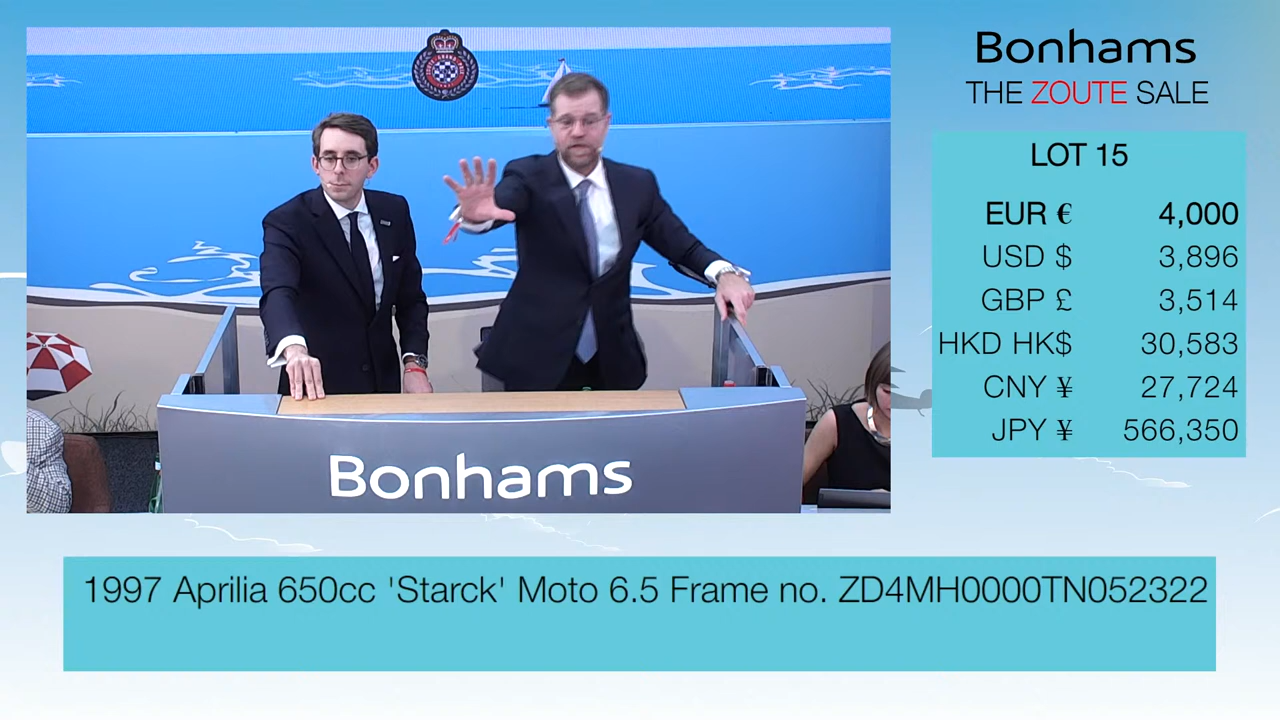 Bonhams
THE ZOUTE SALE
LOT 15
EUR € 4,000
USD $ 3,896
GBP £ 3,514
HKD HK$ 30,583
CNY ¥ 27,724
JPY ¥ 566,350
Bonhams
1997 Aprilia 650cc 'Starck' Moto 6.5 Frame no. ZD4MH0000TN052322